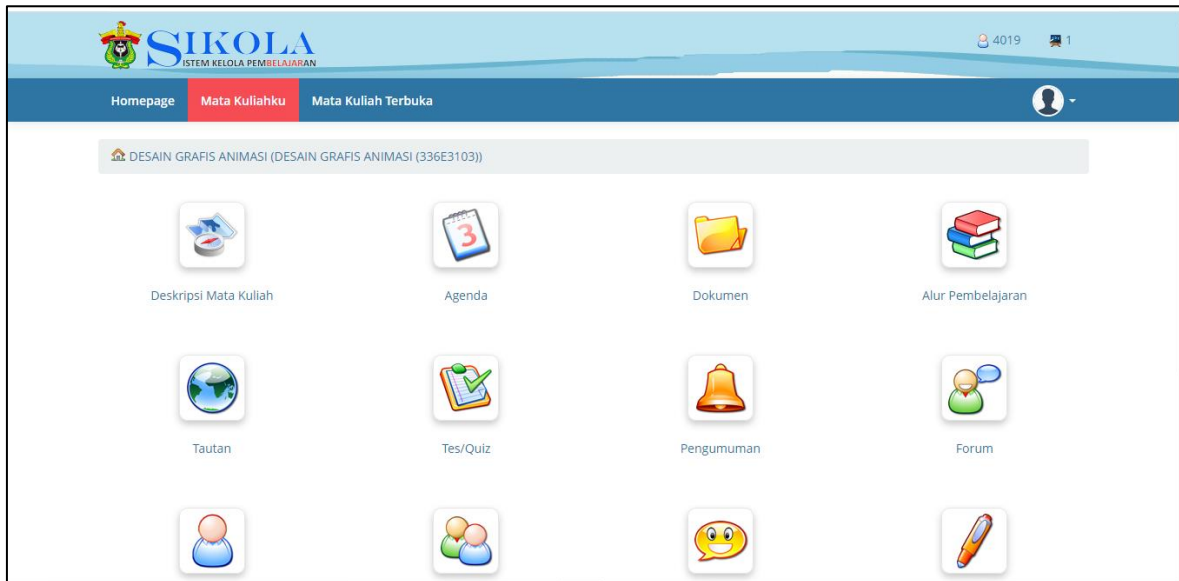 SIKOLA
ISTEM KELOLA PEMBELAJARAN
4019 1
Homepage Mata Kuliahku Mata Kuliah Terbuka
DESAIN GRAFIS ANIMASI (DESAIN GRAFIS ANIMASI (336E3103))
3
Deskripsi Mata Kuliah Agenda Dokumen Alur Pembelajaran
Tautan Tes/Quiz Pengumuman Forum